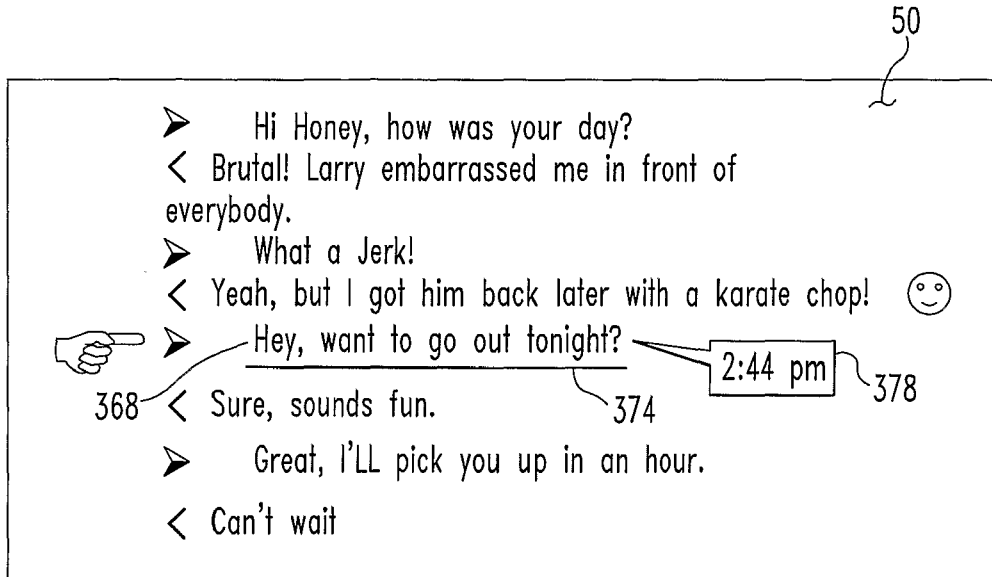 50
Hi Honey, how was your day?
< Brutal! Larry embarrassed me in front of
everybody.
What a Jerk!
< Yeah, but I got him back later with a karate chop!
Hey, want to go out tonight?
2:44 pm
378
368
374
< Sure, sounds fun.
Great, I'LL pick you up in an hour.
< Can't wait